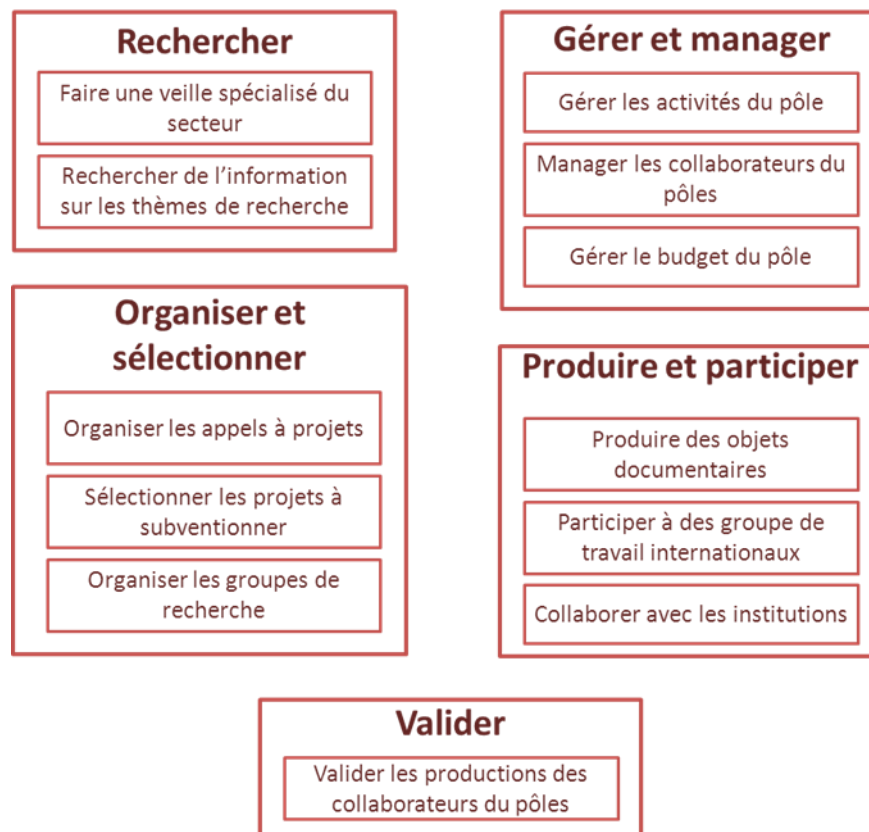 Rechercher
Faire une veille spécialisé du
secteur
Rechercher de l'information
sur les thèmes de recherche
Gérer et manager
Gérer les activités du pôle
Manager les collaborateurs du
pôles
Gérer le budget du pôle
Organiser et
sélectionner
Organiser les appels à projets
Sélectionner les projets à
subventionner
Organiser les groupes de
recherche
Produire et participer
Produire des objets
documentaires
Participer à des groupe de
travail internationaux
Collaborer avec les institutions
Valider
Valider les productions des
collaborateurs du pôles